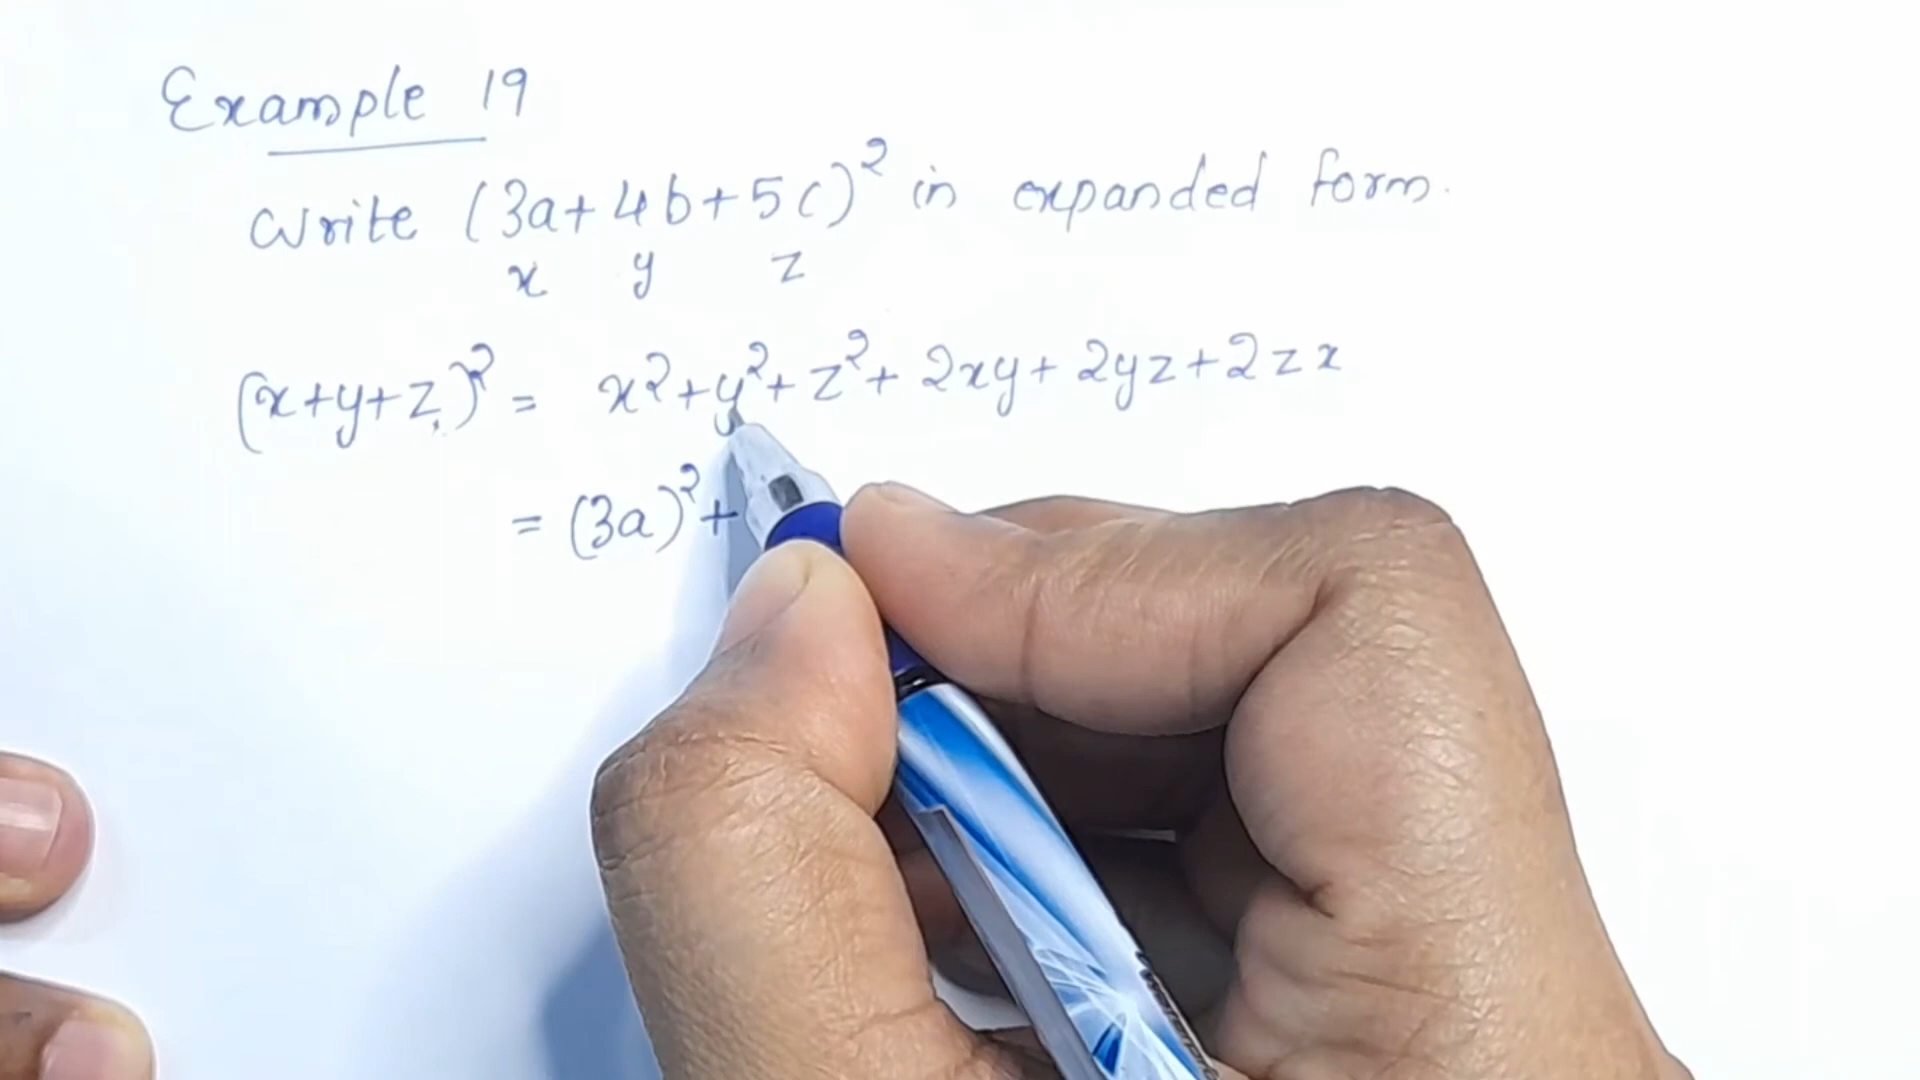 Example 19
Write (3a+4b+5c)² in expanded form.
x y z
(x+y+z)² = x²+y²+z²+2xy+2yz+2zx
= (3a)²+